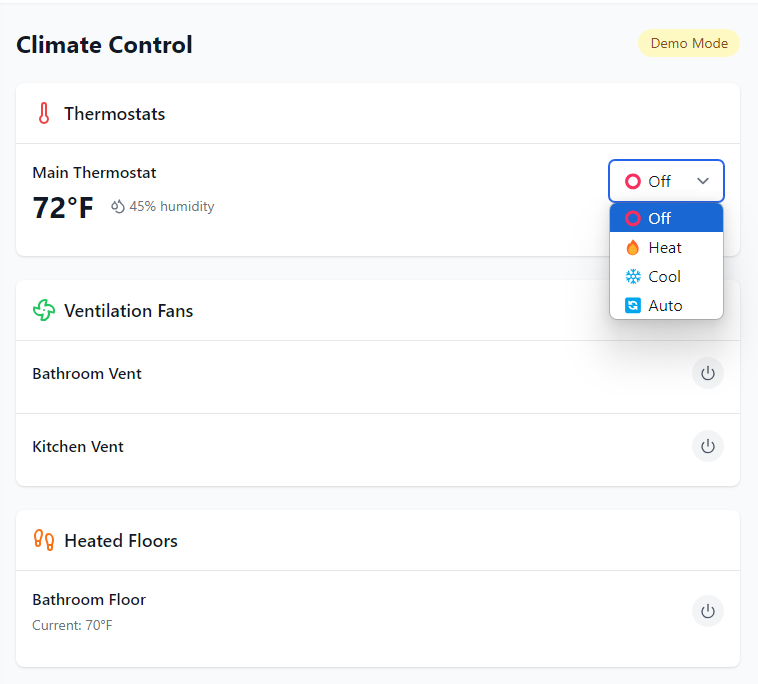 Climate Control
Demo Mode
Thermostats
Main Thermostat
72°F
45% humidity
Off
Off
Heat
Cool
Auto
Ventilation Fans
Bathroom Vent
Kitchen Vent
Heated Floors
Bathroom Floor
Current: 70°F